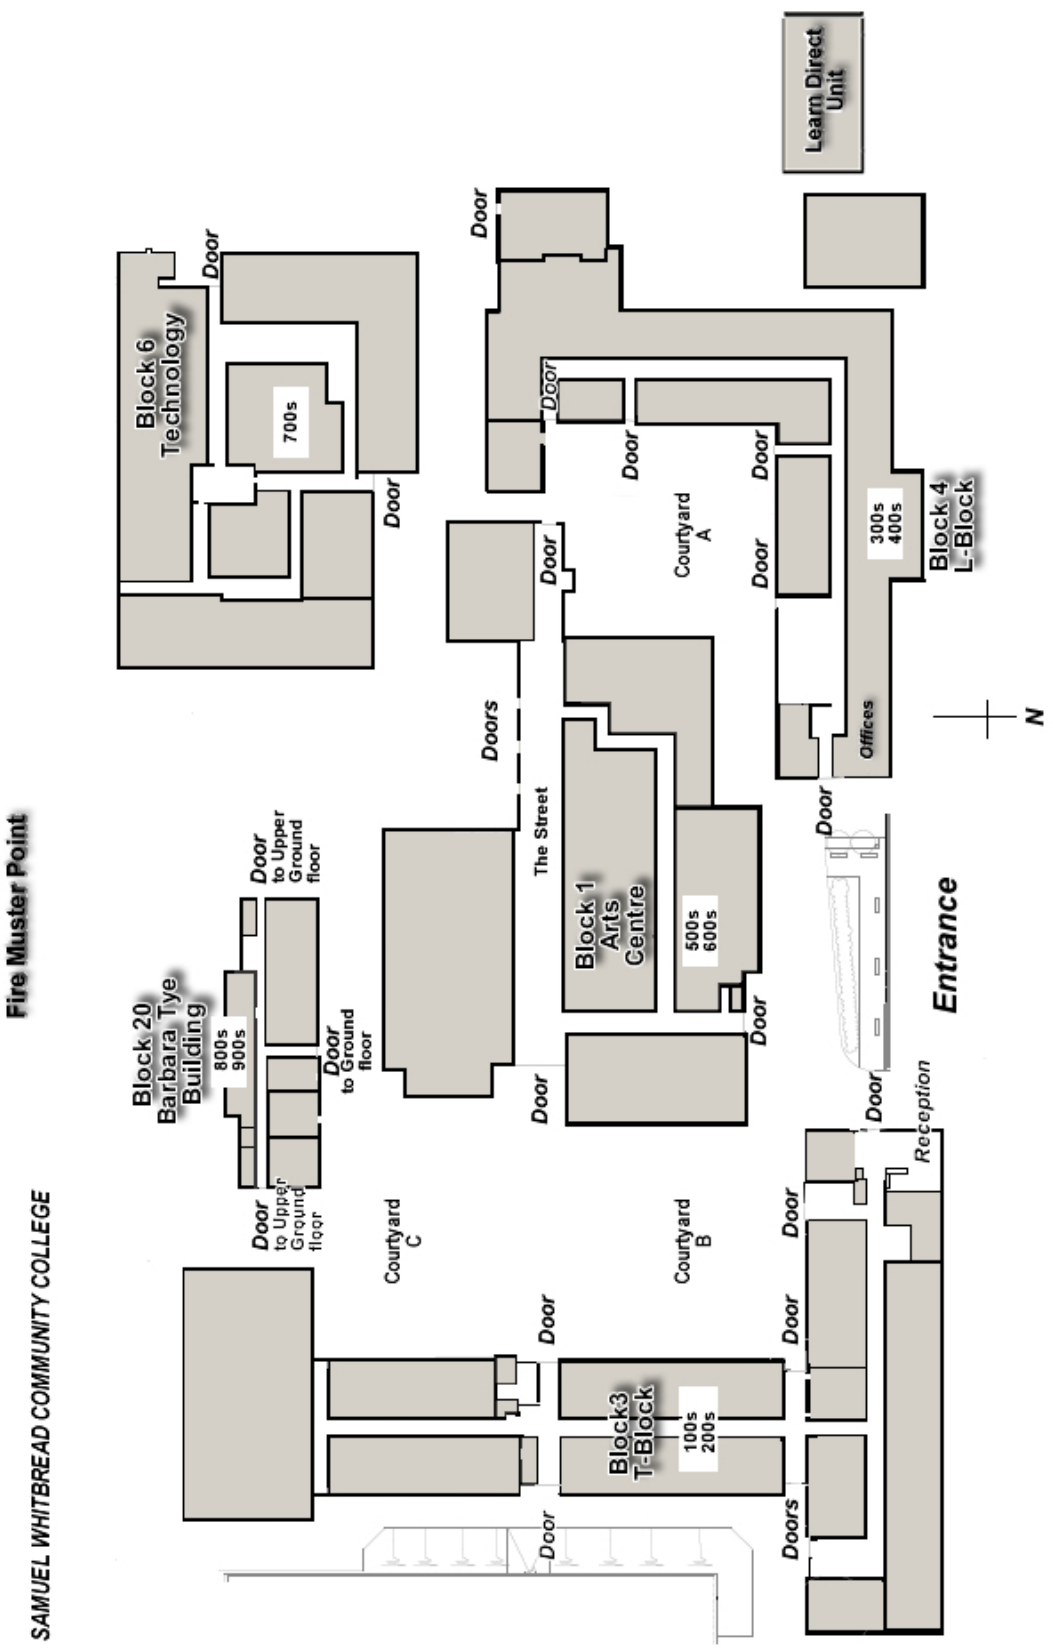 SAMUEL WHITBREAD COMMUNITY COLLEGE
Fire Muster Point
Block 20
Barbara Tye
Building
800s
900s
Door
to Upper
Ground
floor
Door
to Ground
floor
Door
to Upper
Ground
floor
Block 6
Technology
700s
Door
Door
Courtyard
C
Door
The Street
Doors
Door
Door
Door
Door
Block 1
Arts
Centre
500s
600s
Door
Courtyard
B
Courtyard
A
Door
Door
Door
Door
Door
Block3
T-Block
100s
200s
Doors
Door
Door
Door
Reception
Entrance
Door
Offices
300s
400s
Block 4
L-Block
Learn Direct
Unit
N